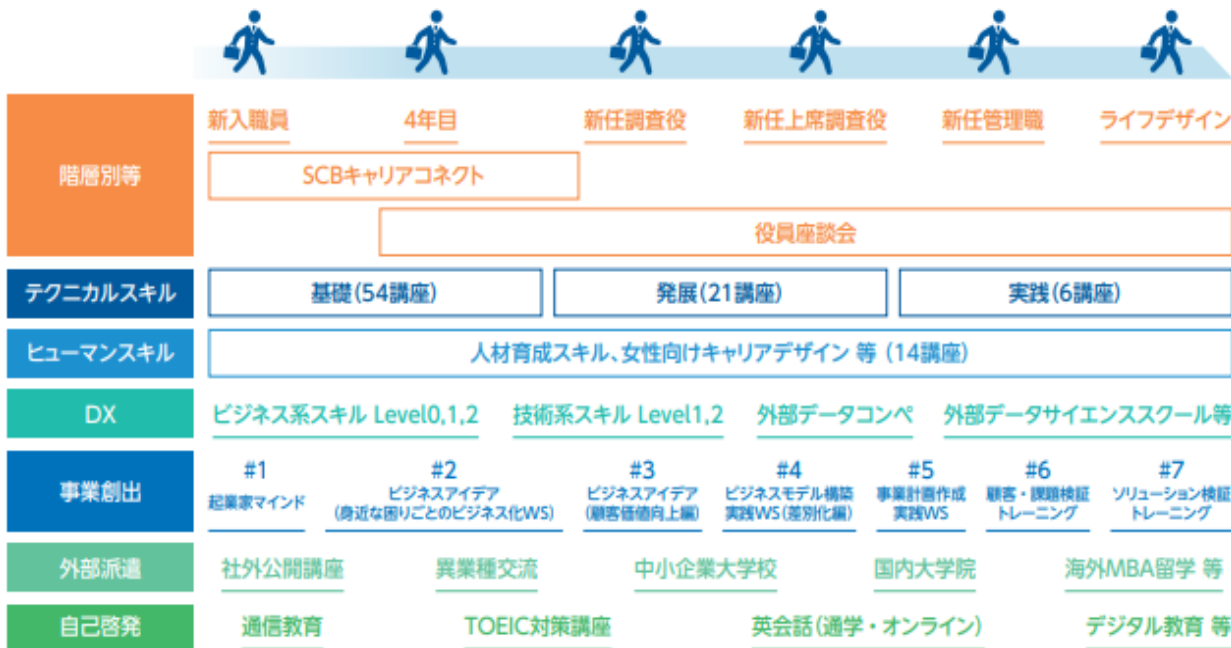 階層別等
新入職員
4年目
新任調査役
新任上席調査役
新任管理職
ライフデザイン
SCBキャリアコネクト
役員座談会
テクニカルスキル
基礎(54講座)
発展(21講座)
実践(6講座)
ヒューマンスキル
人材育成スキル、女性向けキャリアデザイン 等 (14講座)
DX
ビジネス系スキル Level0,1,2
技術系スキル Level1,2
外部データコンペ
外部データサイエンススクール等
事業創出
#1
起業家マインド
#2
ビジネスアイデア
(身近な困りごとのビジネス化WS)
#3
ビジネスアイデア
(顧客価値向上編)
#4
ビジネスモデル構築
実践WS(差別化編)
#5
事業計画作成
実践WS
#6
顧客・課題検証
トレーニング
#7
ソリューション検証
トレーニング
外部派遣
社外公開講座
異業種交流
中小企業大学校
国内大学院
海外MBA留学 等
自己啓発
通信教育
TOEIC対策講座
英会話(通学・オンライン)
デジタル教育 等